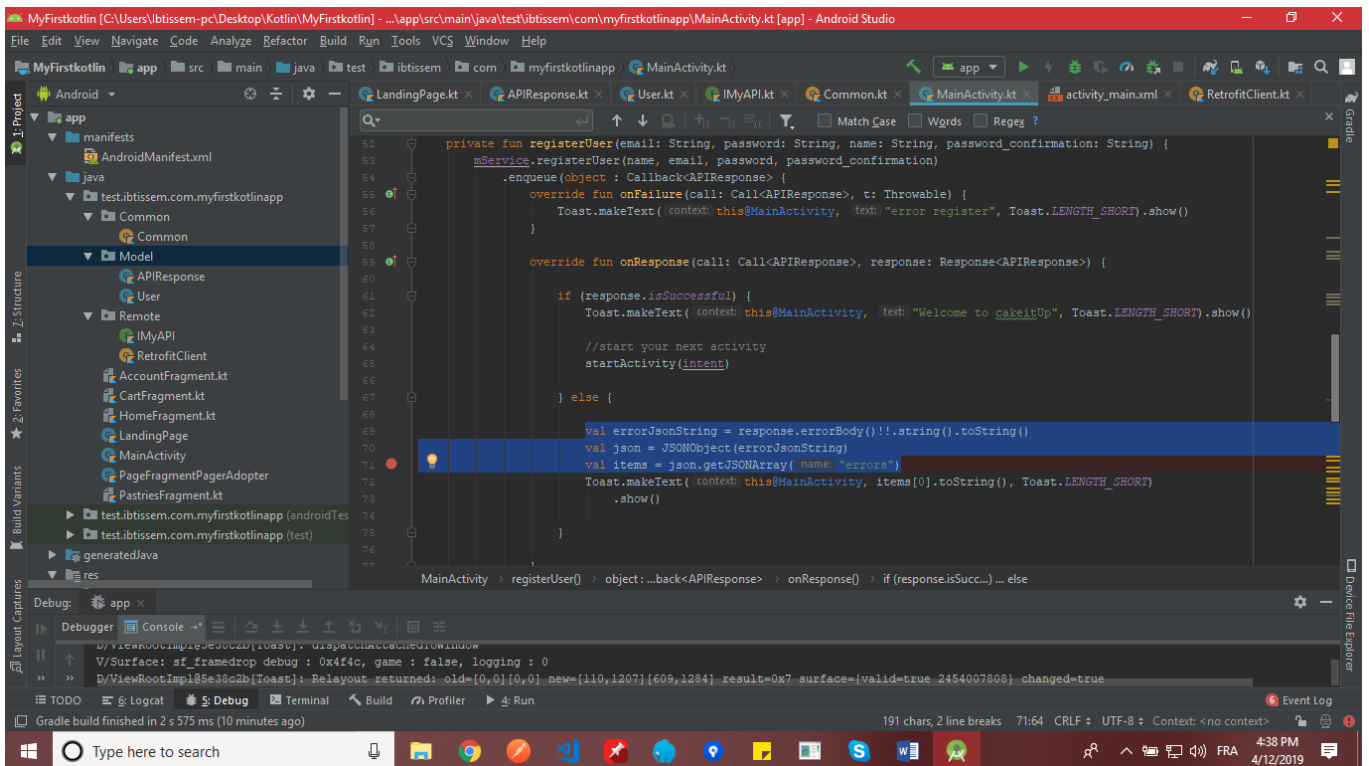 MyFirstkotlin [C:\Users\Ibtissem-pc\Desktop\Kotlin\MyFirstkotlin] - ...\app\src\main\java\test\ibtissem\com\myfirstkotlinapp\MainActivity.kt [app] - Android Studio
File Edit View Navigate Code Analyze Refactor Build Run Tools VCS Window Help
MyFirstkotlin app src main java test ibtissem com myfirstkotlinapp MainActivity.kt
app
Android
LandingPage.kt APIResponse.kt User.kt IMyAPI.kt Common.kt MainActivity.kt activity_main.xml RetrofitClient.kt
Match Case Words Regex ?
1: Project
7: Structure
2: Favorites
Build Variants
Layout Captures
app
manifests
AndroidManifest.xml
java
test.ibtissem.com.myfirstkotlinapp
Common
Common
Model
APIResponse
User
Remote
IMyAPI
RetrofitClient
AccountFragment.kt
CartFragment.kt
HomeFragment.kt
LandingPage
MainActivity
PageFragmentPagerAdopter
PastriesFragment.kt
test.ibtissem.com.myfirstkotlinapp (androidTes
test.ibtissem.com.myfirstkotlinapp (test)
generatedJava
res
52 private fun registerUser(email: String, password: String, name: String, password_confirmation: String) {
53 mService.registerUser(name, email, password, password_confirmation)
54 .enqueue(object : Callback<APIResponse> {
55 override fun onFailure(call: Call<APIResponse>, t: Throwable) {
56 Toast.makeText( context: this@MainActivity, text: "error register", Toast.LENGTH_SHORT).show()
57 }
58
59 override fun onResponse(call: Call<APIResponse>, response: Response<APIResponse>) {
60
61 if (response.isSuccessful) {
62 Toast.makeText( context: this@MainActivity, text: "Welcome to cakeitUp", Toast.LENGTH_SHORT).show()
63
64 //start your next activity
65 startActivity(intent)
66
67 } else {
68
69 val errorJsonString = response.errorBody()!!.string().toString()
70 val json = JSONObject(errorJsonString)
71 val items = json.getJSONArray( name: "errors")
72 Toast.makeText( context: this@MainActivity, items[0].toString(), Toast.LENGTH_SHORT)
73 .show()
74
75 }
76
MainActivity registerUser() object : ...back<APIResponse> onResponse() if (response.isSucc...) ... else
Gradle
Device File Explorer
Debug: app
Debugger Console
D/ViewRootImpl@5e38c2b[Toast]: dispatchAttachedToWindow
V/Surface: sf_framedrop debug : 0x4f4c, game : false, logging : 0
D/ViewRootImpl@5e38c2b[Toast]: Relayout returned: old=[0,0][0,0] new=[110,1207][609,1284] result=0x7 surface={valid=true 2454007808} changed=true
TODO 6: Logcat 5: Debug Terminal Build Profiler 4: Run 6 Event Log
Gradle build finished in 2 s 575 ms (10 minutes ago) 191 chars, 2 line breaks 71:64 CRLF UTF-8 Context: <no context>
Type here to search
FRA
4:38 PM
4/12/2019